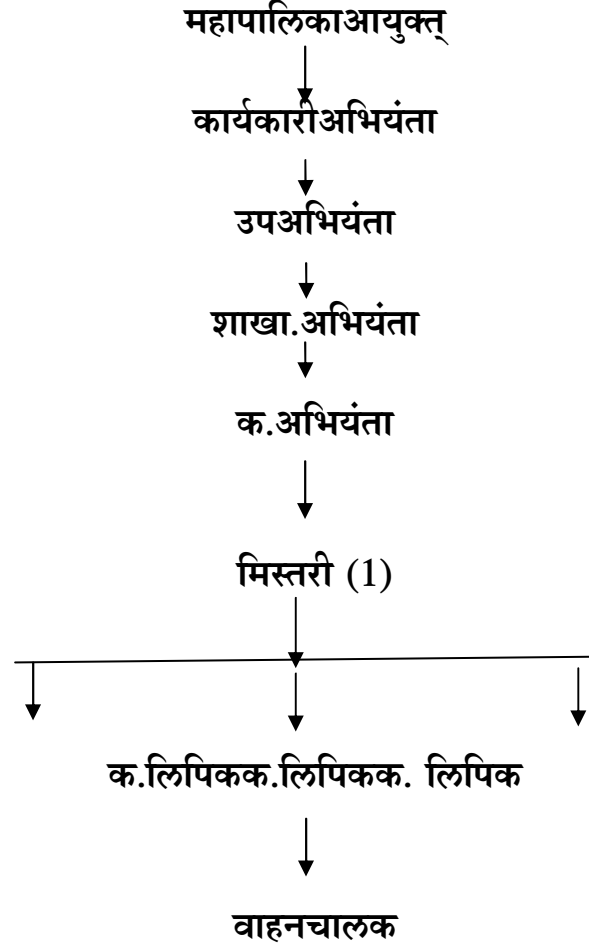 महापालिकाआयुक्त्
कार्यकारीअभियंता
उपअभियंता
शाखा.अभियंता
क.अभियंता
मिस्तरी (1)
क.लिपिकक.लिपिकक. लिपिक
वाहनचालक